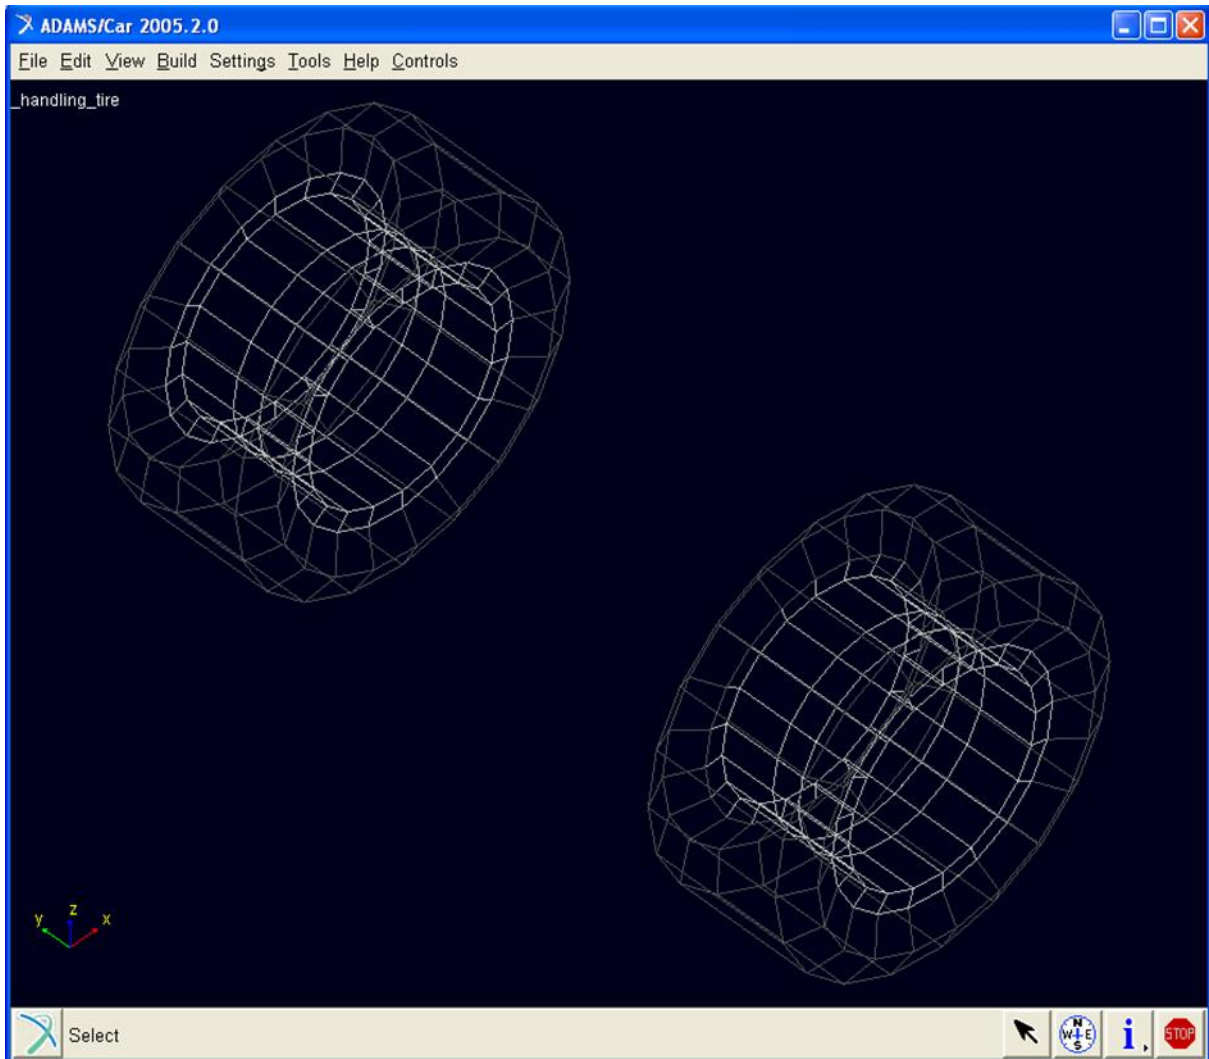 ADAMS/Car 2005.2.0
File Edit View Build Settings Tools Help Controls
_handling_tire
y z x
Select
N
W E
S
i
STOP